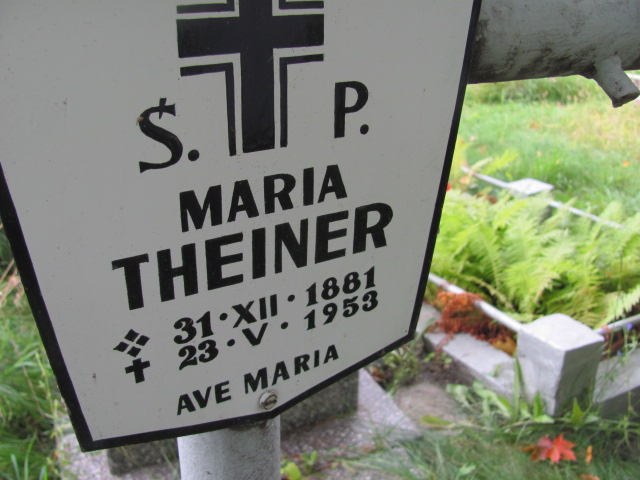 Ś. P.
MARIA
THEINER
31·XII·1881
23·V·1953
AVE MARIA